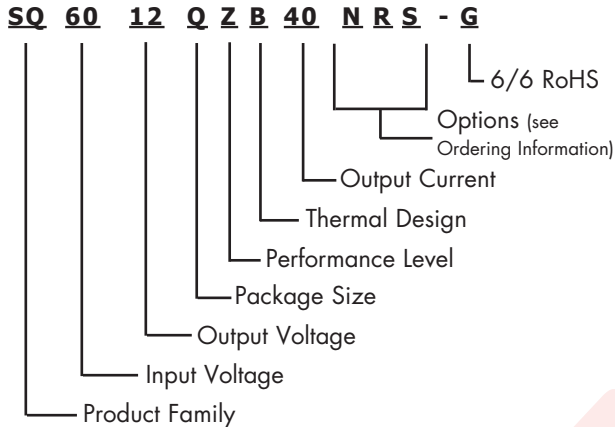 SQ 60 12 Q Z B 40 N R S - G
6/6 RoHS
Options (see
Ordering Information)
Output Current
Thermal Design
Performance Level
Package Size
Output Voltage
Input Voltage
Product Family